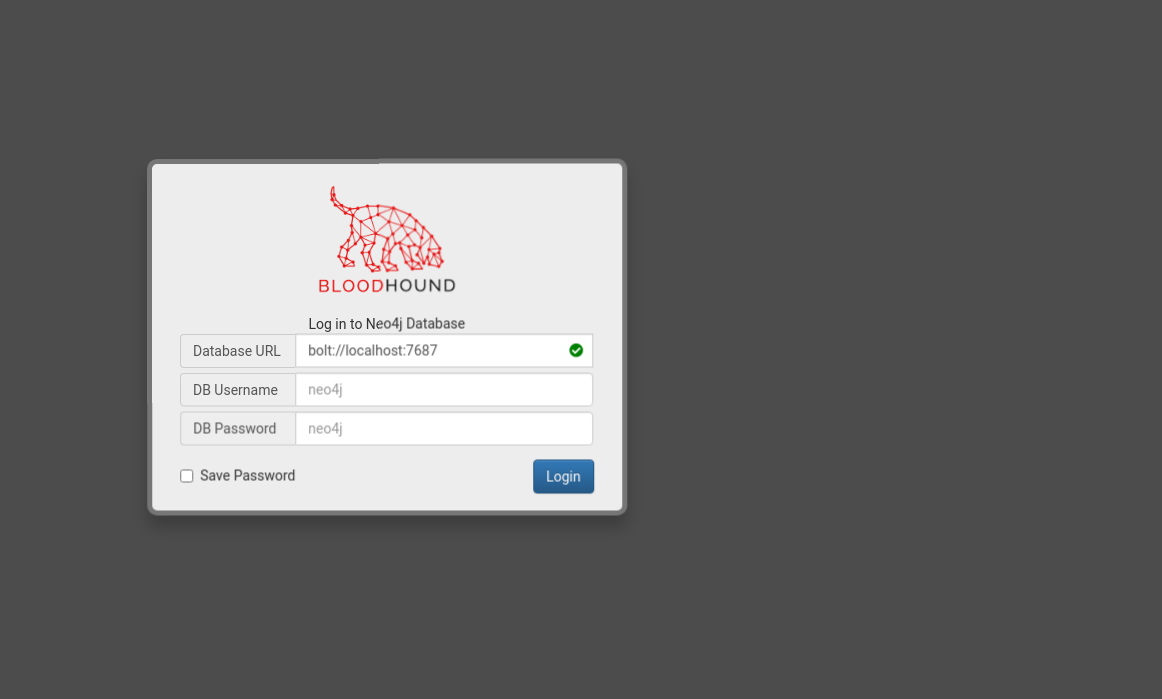 BLOODHOUND
Log in to Neo4j Database
Database URL bolt://localhost:7687
DB Username neo4j
DB Password neo4j
Save Password Login